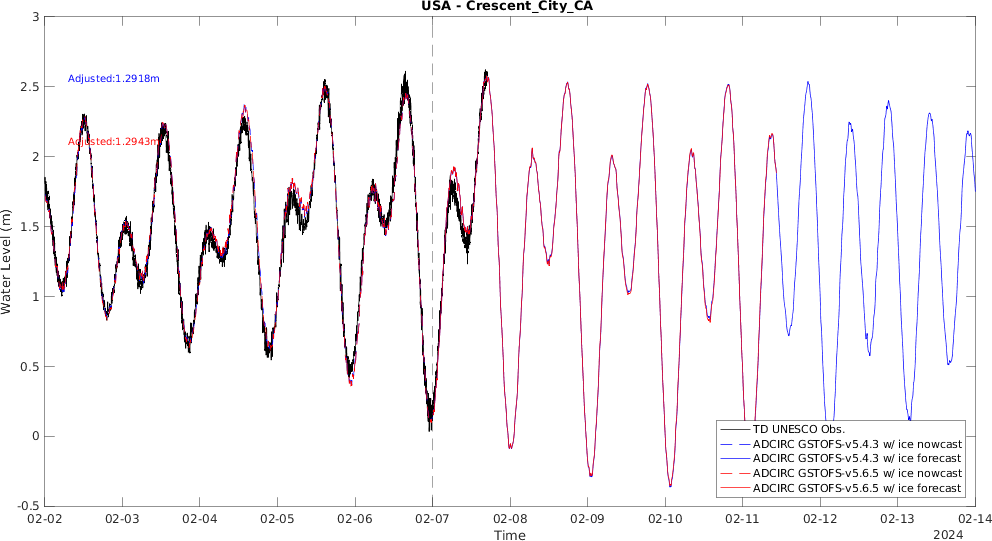 USA - Crescent_City_CA
3
2.5
2
1.5
1
0.5
0
-0.5
Water Level (m)
Adjusted:1.2918m
Adjusted:1.2943m
TD UNESCO Obs.
ADCIRC GSTOFS-v5.4.3 w/ ice nowcast
ADCIRC GSTOFS-v5.4.3 w/ ice forecast
ADCIRC GSTOFS-v5.6.5 w/ ice nowcast
ADCIRC GSTOFS-v5.6.5 w/ ice forecast
02-02 02-03 02-04 02-05 02-06 02-07 02-08 02-09 02-10 02-11 02-12 02-13 02-14
Time
2024